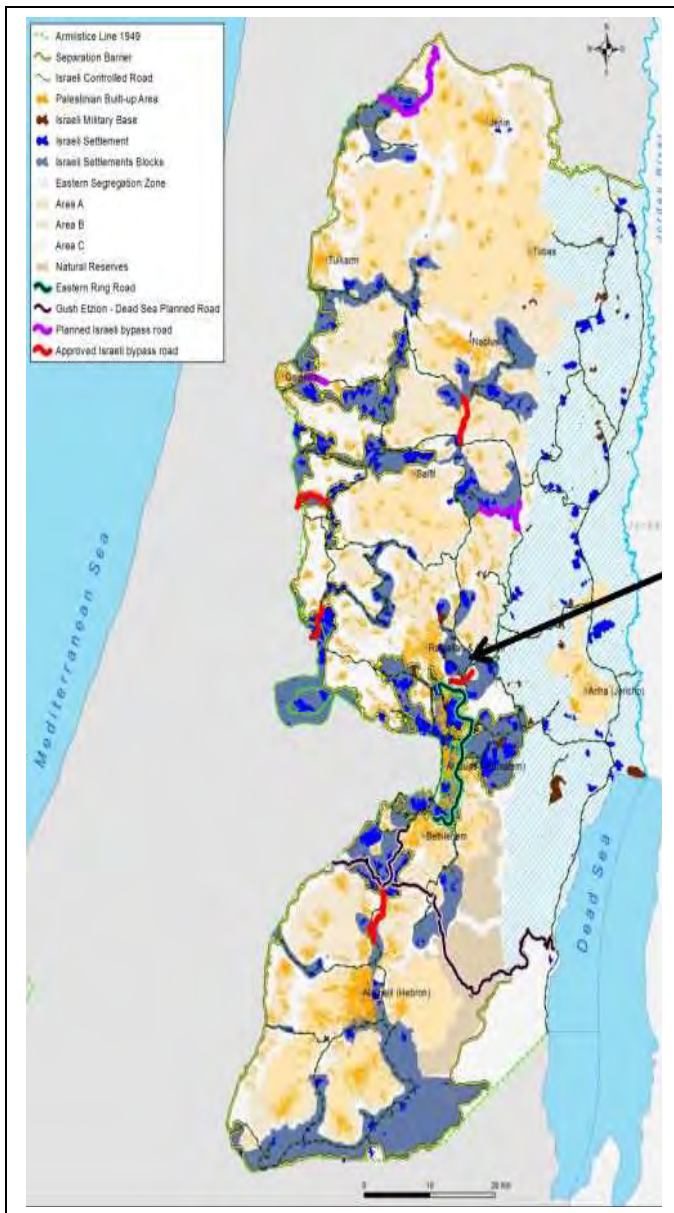 Armistice Line 1949
Separation Barrier
Israeli Controlled Road
Palestinian Built-up Area
Israeli Military Base
Israeli Settlement
Israeli Settlements Blocks
Eastern Segregation Zone
Area A
Area B
Area C
Natural Reserves
Eastern Ring Road
Gush Etzion - Dead Sea Planned Road
Planned Israeli bypass road
Approved Israeli bypass road
N
Jenin
Jordan River
Tulkarm
Tubas
Nablus
Salfit
Mediterranean Sea
Ariha (Jericho)
Bethlehem
Dead Sea
(Hebron)
0 10 20 KM